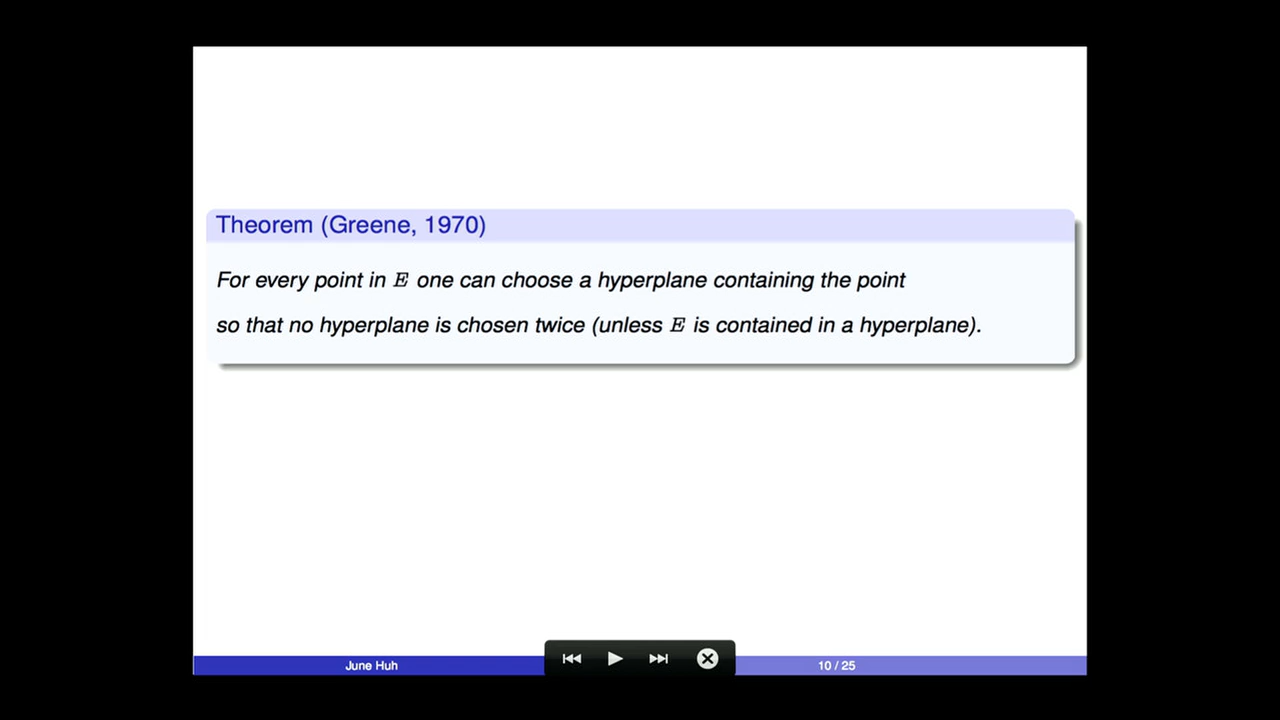 Theorem (Greene, 1970)
For every point in E one can choose a hyperplane containing the point
so that no hyperplane is chosen twice (unless E is contained in a hyperplane).
June Huh
10 / 25